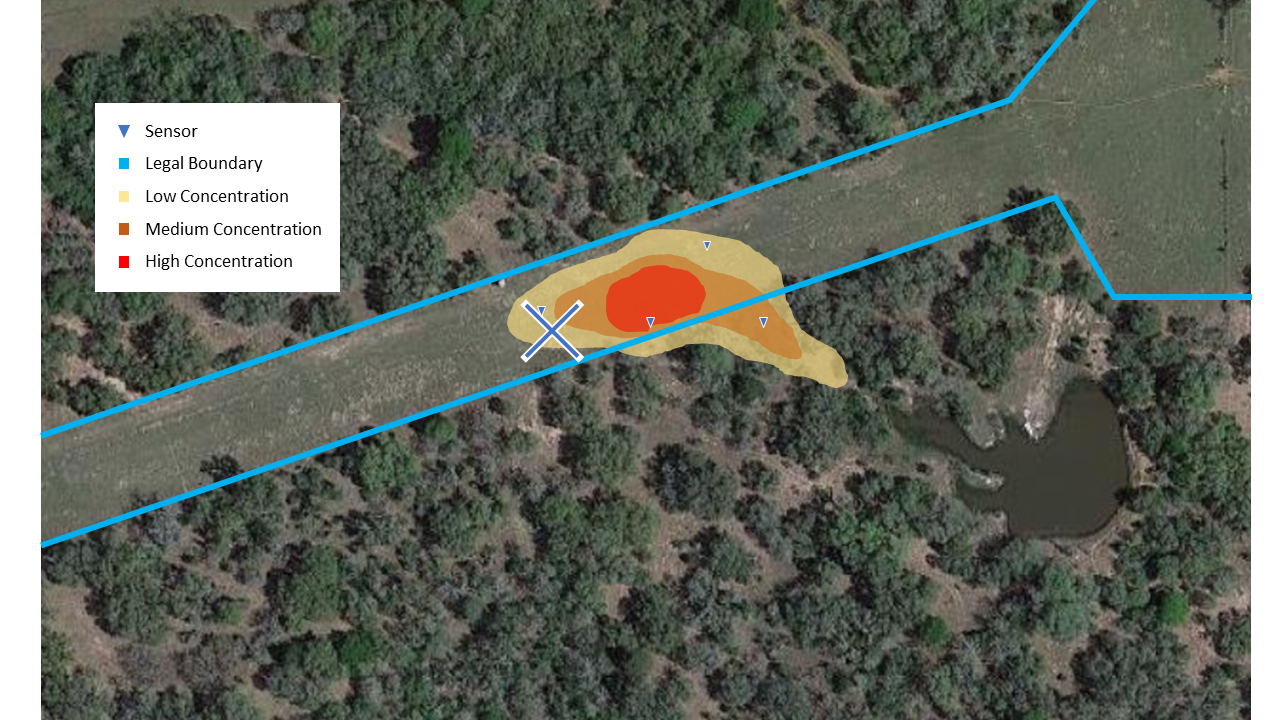 Sensor
Legal Boundary
Low Concentration
Medium Concentration
High Concentration